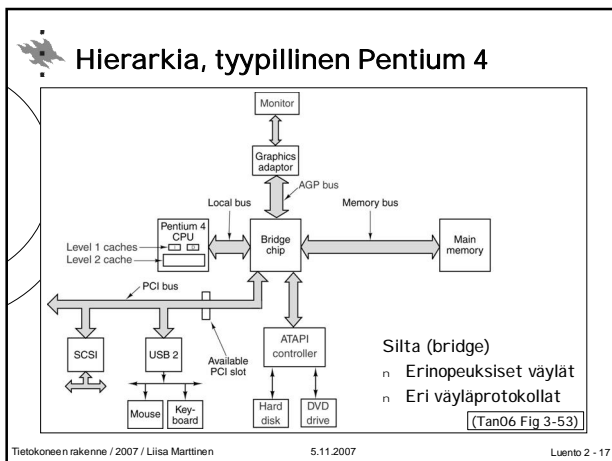 Hierarkia, tyypillinen Pentium 4
Monitor
Graphics
adaptor
AGP bus
Local bus
Memory bus
Pentium 4
CPU
Level 1 caches
Level 2 cache
Bridge
chip
Main
memory
PCI bus
SCSI
USB 2
Available
PCI slot
ATAPI
controller
Mouse
Key-
board
Hard
disk
DVD
drive
Silta (bridge)
n Erinopeuksiset väylät
n Eri väyläprotokollat
(Tan06 Fig 3-53)
Tietokoneen rakenne / 2007 / Liisa Marttinen
5.11.2007
Luento 2 - 17